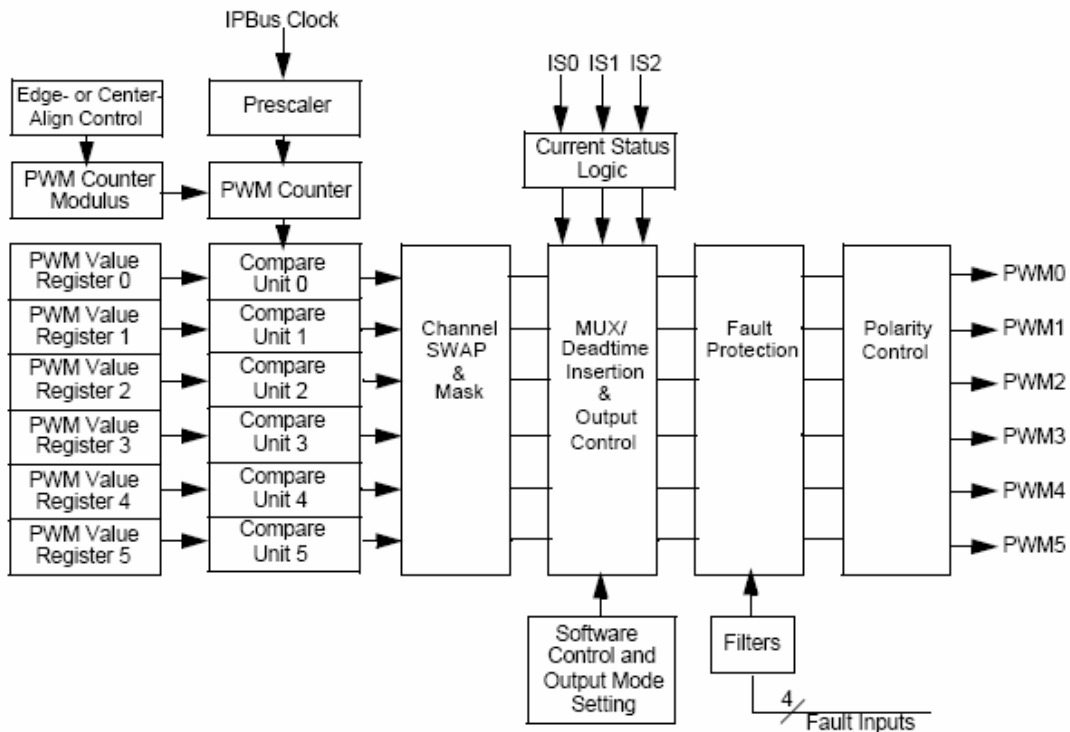 IPBus Clock
IS0 IS1 IS2
Edge- or Center-
Align Control
Prescaler
Current Status
Logic
PWM Counter
Modulus
PWM Counter
PWM Value
Register 0
Compare
Unit 0
PWM Value
Register 1
Compare
Unit 1
PWM Value
Register 2
Compare
Unit 2
PWM Value
Register 3
Compare
Unit 3
PWM Value
Register 4
Compare
Unit 4
PWM Value
Register 5
Compare
Unit 5
Channel
SWAP
&
Mask
MUX/
Deadtime
Insertion
&
Output
Control
Fault
Protection
Polarity
Control
PWM0
PWM1
PWM2
PWM3
PWM4
PWM5
Software
Control and
Output Mode
Setting
Filters
4
Fault Inputs